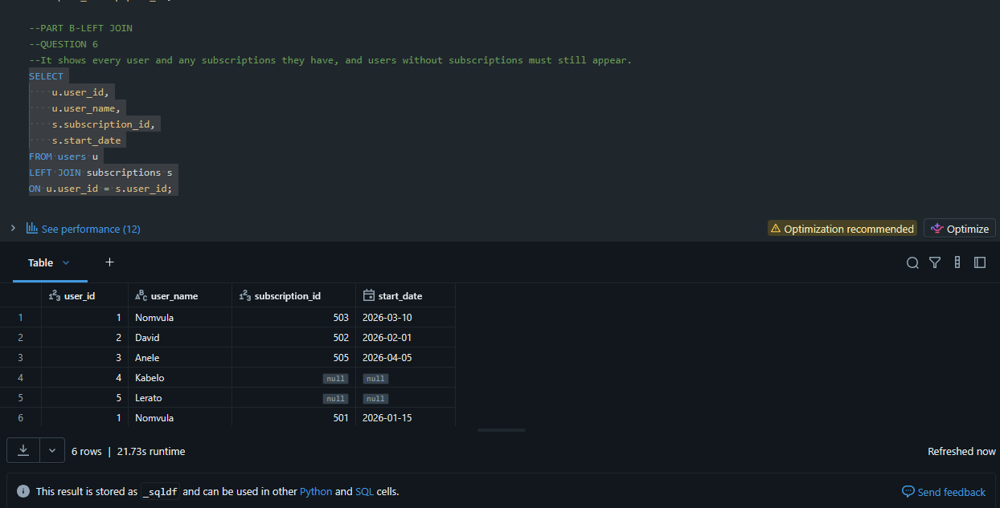 --PART B-LEFT JOIN
--QUESTION 6
--It shows every user and any subscriptions they have, and users without subscriptions must still appear.
SELECT
u.user_id,
u.user_name,
s.subscription_id,
s.start_date
FROM users u
LEFT JOIN subscriptions s
ON u.user_id = s.user_id;
See performance (12) Optimization recommended Optimize
Table +
user_id user_name subscription_id start_date
1 1 Nomvula 503 2026-03-10
2 2 David 502 2026-02-01
3 3 Anele 505 2026-04-05
4 4 Kabelo null null
5 5 Lerato null null
6 1 Nomvula 501 2026-01-15
6 rows | 21.73s runtime Refreshed now
This result is stored as _sqldf and can be used in other Python and SQL cells. Send feedback